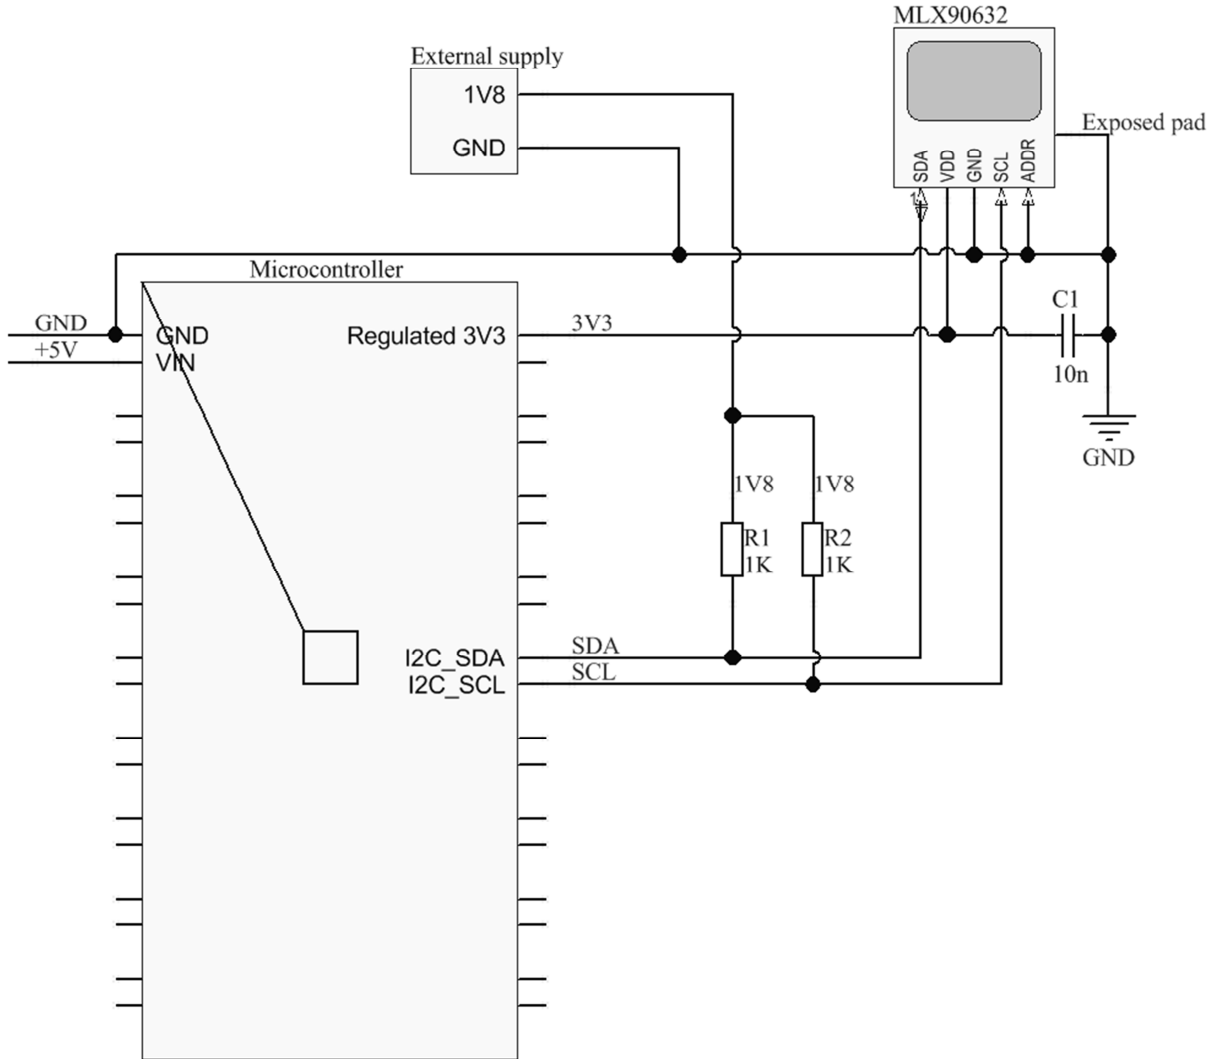 MLX90632
External supply
1V8
GND
Exposed pad
SDA
VDD
GND
SCL
ADDR
1
Microcontroller
GND
GND
Regulated 3V3
3V3
+5V
VIN
C1
10n
GND
1V8
1V8
R1
1K
R2
1K
I2C_SDA
SDA
I2C_SCL
SCL